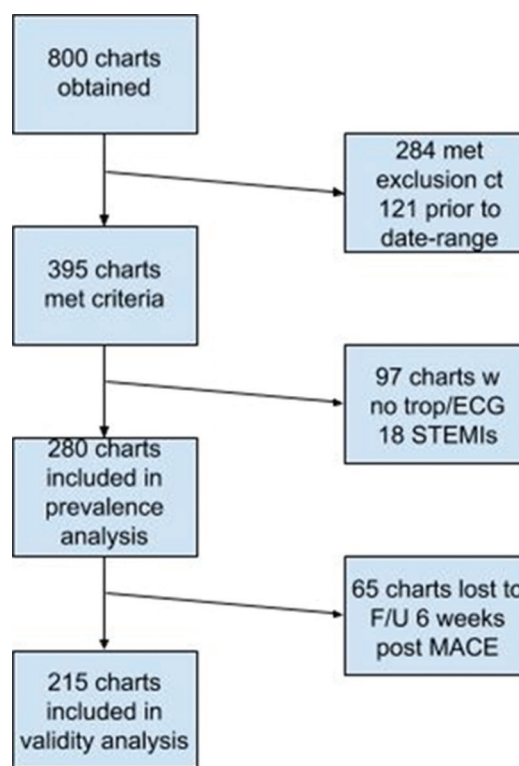 800 charts
obtained
284 met
exclusion ct
121 prior to
date-range
395 charts
met criteria
97 charts w
no trop/ECG
18 STEMIs
280 charts
included in
prevalence
analysis
65 charts lost to
F/U 6 weeks
post MACE
215 charts
included in
validity analysis